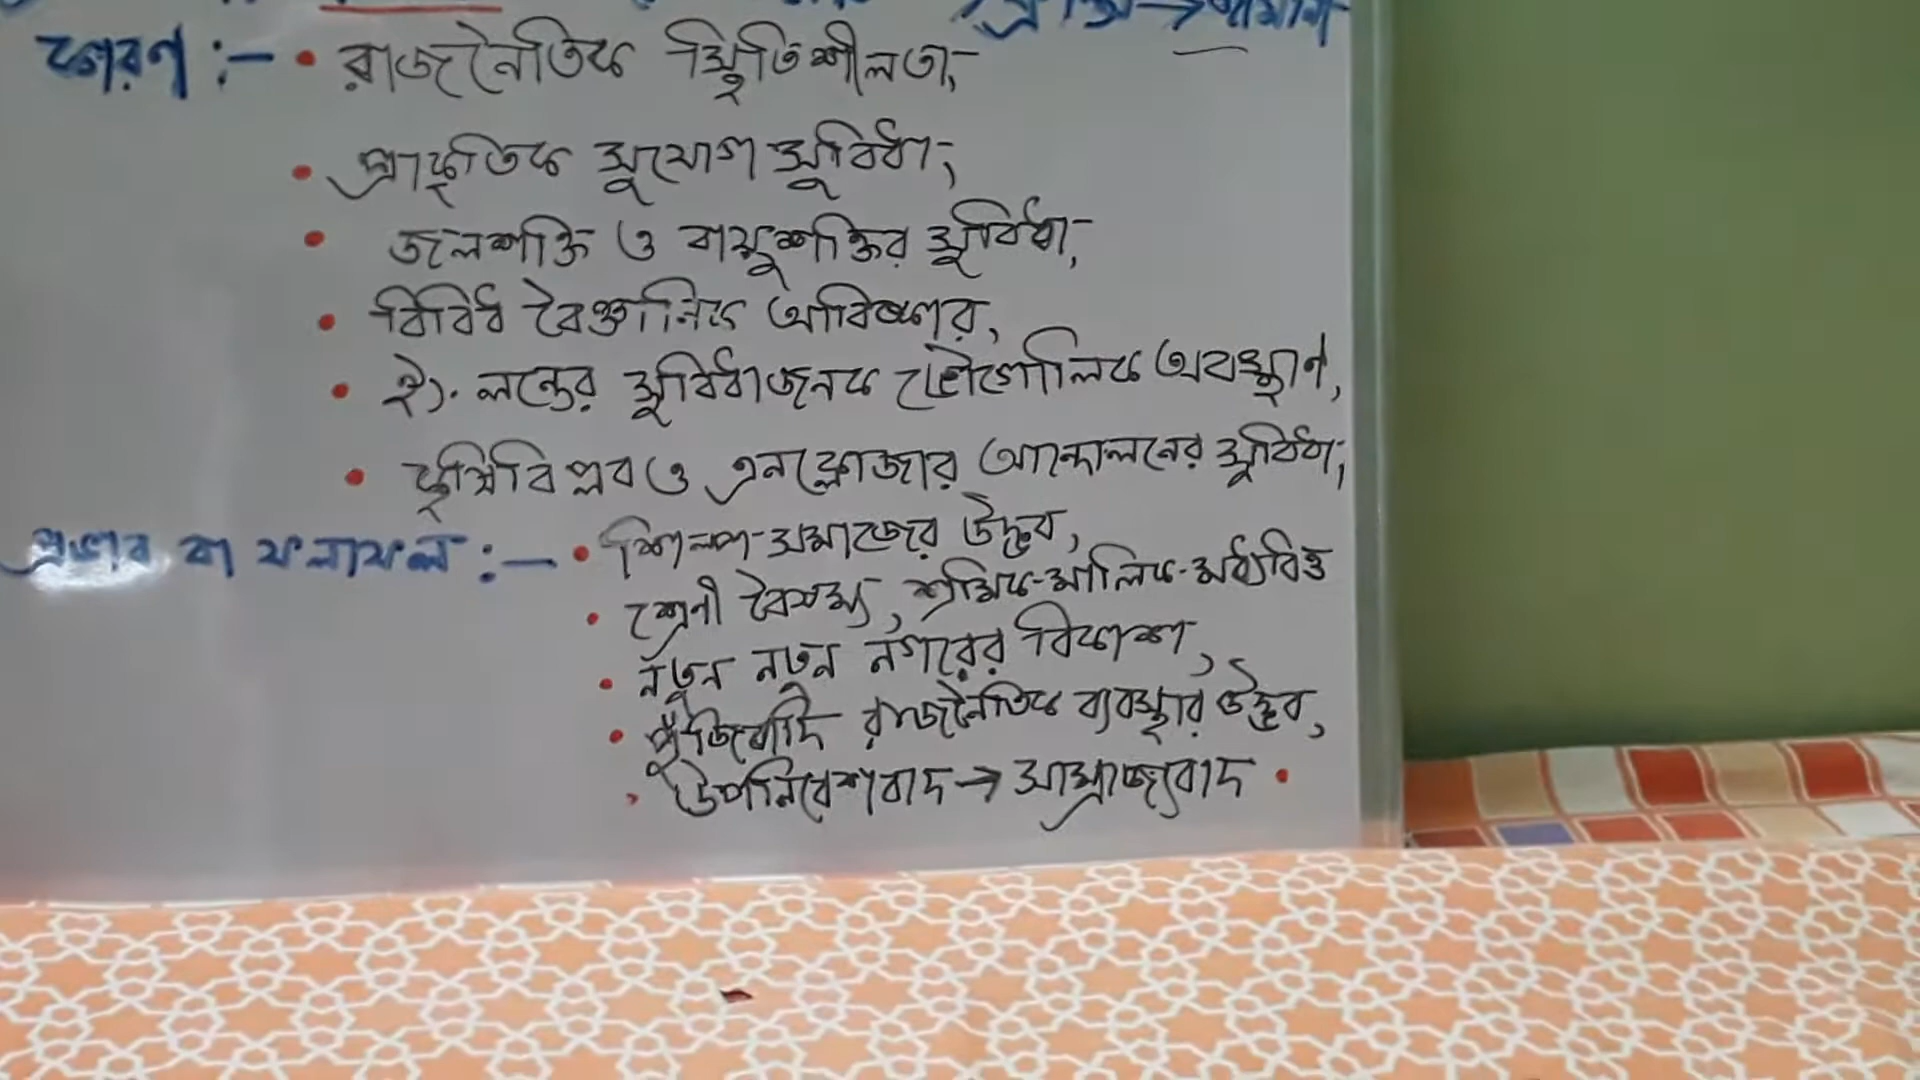 কারণ :- • রাজনৈতিক স্থিতিশীলতা,
• প্রাকৃতিক সুযোগ সুবিধা,
• জলশক্তি ও বায়ুশক্তির সুবিধা,
• বিবিধ বৈজ্ঞানিক আবিষ্কার,
• ইং. লন্ডের সুবিধাজনক ভৌগোলিক অবস্থান,
• কৃষিবিপ্লব ও এনক্লোজার আন্দোলনের সুবিধা,
প্রভাব বা ফলাফল :- • শিল্প-সমাজের উদ্ভব,
• শ্রেণী বৈষম্য, শ্রমিক-মালিক-মধ্যবিত্ত
• নতুন নতুন নগরের বিকাশ,
• পুঁজিবাদি রাজনৈতিক ব্যবস্থার উদ্ভব,
• উপনিবেশবাদ → সাম্রাজ্যবাদ •